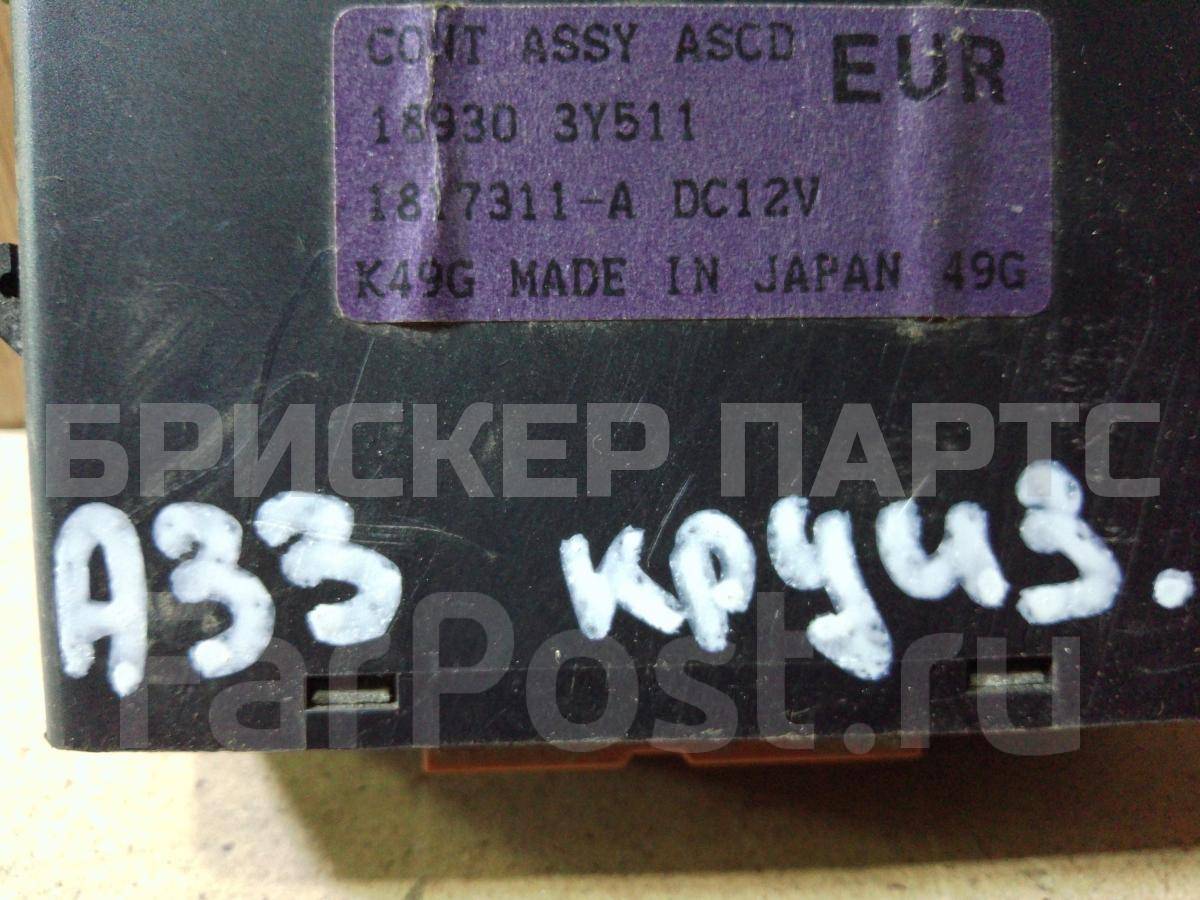 CONT ASSY ASCD EUR
18930 3Y511
1817311-A DC12V
K49G MADE IN JAPAN 49G
БРИСКЕР ПАРТС
А33 круиз.
FarPost.ru